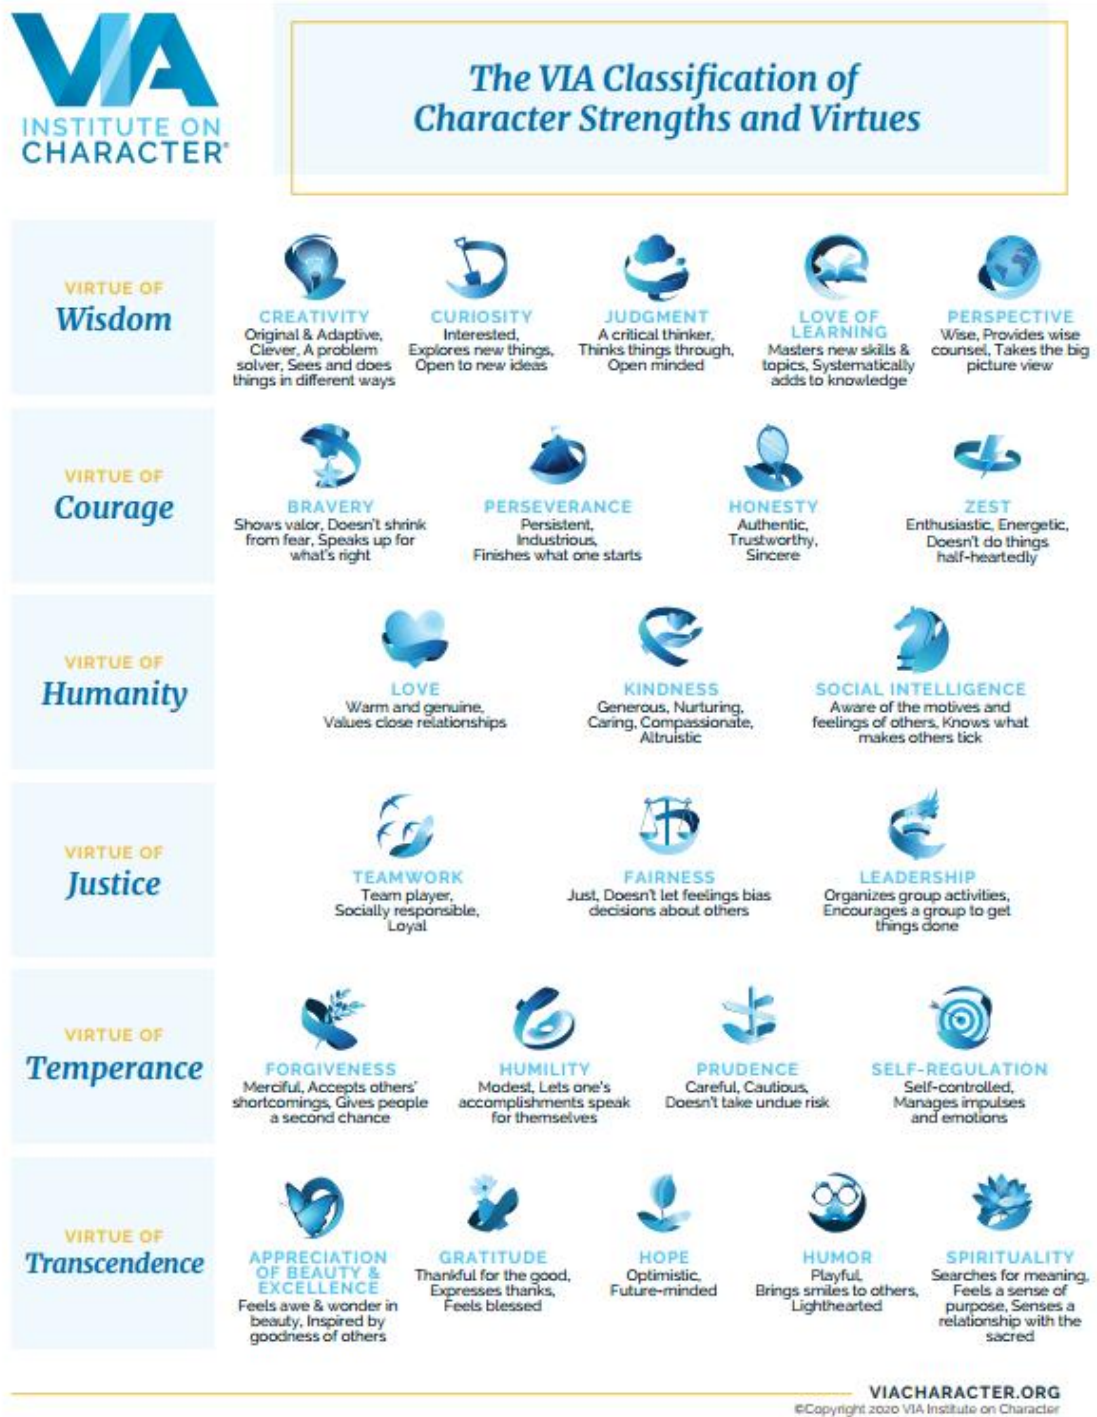 VIA
INSTITUTE ON
CHARACTER®
The VIA Classification of
Character Strengths and Virtues
VIRTUE OF
Wisdom
CREATIVITY
Original & Adaptive,
Clever, A problem
solver, Sees and does
things in different ways
CURIOSITY
Interested,
Explores new things,
Open to new ideas
JUDGMENT
A critical thinker,
Thinks things through,
Open minded
LOVE OF
LEARNING
Masters new skills &
topics, Systematically
adds to knowledge
PERSPECTIVE
Wise, Provides wise
counsel, Takes the big
picture view
VIRTUE OF
Courage
BRAVERY
Shows valor, Doesn't shrink
from fear, Speaks up for
what's right
PERSEVERANCE
Persistent,
Industrious,
Finishes what one starts
HONESTY
Authentic,
Trustworthy,
Sincere
ZEST
Enthusiastic, Energetic,
Doesn't do things
half-heartedly
VIRTUE OF
Humanity
LOVE
Warm and genuine,
Values close relationships
KINDNESS
Generous, Nurturing,
Caring, Compassionate,
Altruistic
SOCIAL INTELLIGENCE
Aware of the motives and
feelings of others, Knows what
makes others tick
VIRTUE OF
Justice
TEAMWORK
Team player,
Socially responsible,
Loyal
FAIRNESS
Just, Doesn't let feelings bias
decisions about others
LEADERSHIP
Organizes group activities,
Encourages a group to get
things done
VIRTUE OF
Temperance
FORGIVENESS
Merciful, Accepts others'
shortcomings, Gives people
a second chance
HUMILITY
Modest, Lets one's
accomplishments speak
for themselves
PRUDENCE
Careful, Cautious,
Doesn't take undue risk
SELF-REGULATION
Self-controlled,
Manages impulses
and emotions
VIRTUE OF
Transcendence
APPRECIATION
OF BEAUTY &
EXCELLENCE
Feels awe & wonder in
beauty, Inspired by
goodness of others
GRATITUDE
Thankful for the good,
Expresses thanks,
Feels blessed
HOPE
Optimistic,
Future-minded
HUMOR
Playful,
Brings smiles to others,
Lighthearted
SPIRITUALITY
Searches for meaning,
Feels a sense of
purpose, Senses a
relationship with the
sacred
VIACHARACTER.ORG
©Copyright 2020 VIA Institute on Character